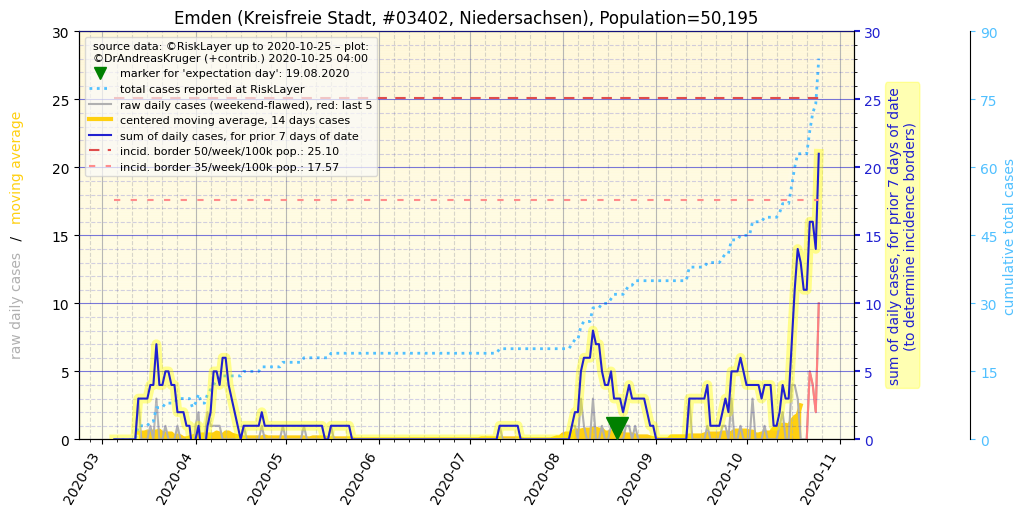 Emden (Kreisfreie Stadt, #03402, Niedersachsen), Population=50,195
source data: ©RiskLayer up to 2020-10-25 – plot:
©DrAndreasKruger (+contrib.) 2020-10-25 04:00
marker for 'expectation day': 19.08.2020
total cases reported at RiskLayer
raw daily cases (weekend-flawed), red: last 5
centered moving average, 14 days cases
sum of daily cases, for prior 7 days of date
incid. border 50/week/100k pop.: 25.10
incid. border 35/week/100k pop.: 17.57
raw daily cases / moving average
30
25
20
15
10
5
0
2020-03
2020-04
2020-05
2020-06
2020-07
2020-08
2020-09
2020-10
2020-11
30
25
20
15
10
5
0
sum of daily cases, for prior 7 days of date
(to determine incidence borders)
90
75
60
45
30
15
0
cumulative total cases